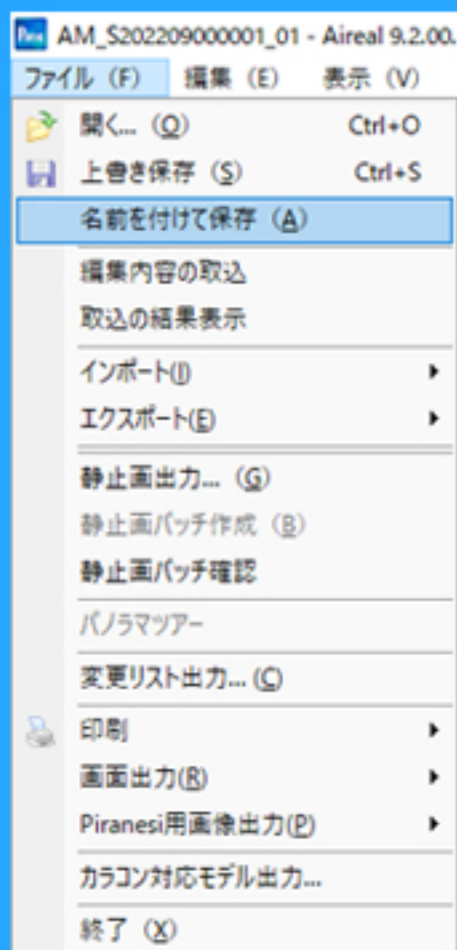 AM_S202209000001_01 - Aireal 9.2.00.
ファイル (F) 編集 (E) 表示 (V)
開く... (O) Ctrl+O
上書き保存 (S) Ctrl+S
名前を付けて保存 (A)
編集内容の取込
取込の結果表示
インポート(I)
エクスポート(E)
静止画出力... (G)
静止画バッチ作成 (B)
静止画バッチ確認
パノラマツアー
変更リスト出力... (C)
印刷
画面出力(R)
Piranesi用画像出力(P)
カラコン対応モデル出力...
終了 (X)